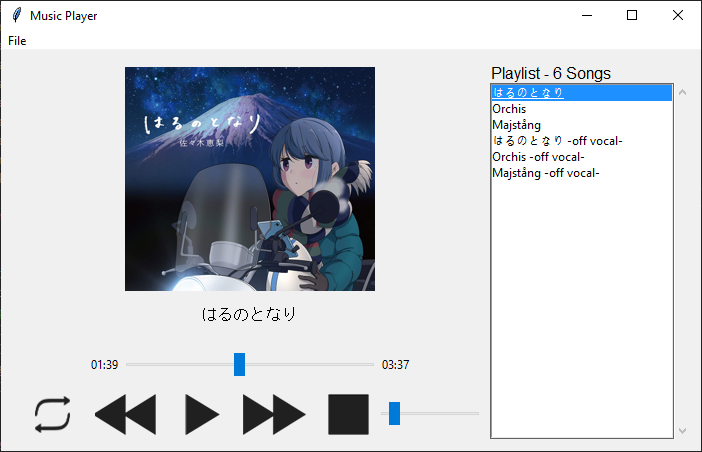 Music Player
File
はるのとなり
佐々木恵梨
はるのとなり
01:39
03:37
Playlist - 6 Songs
はるのとなり
Orchis
Majstång
はるのとなり -off vocal-
Orchis -off vocal-
Majstång -off vocal-